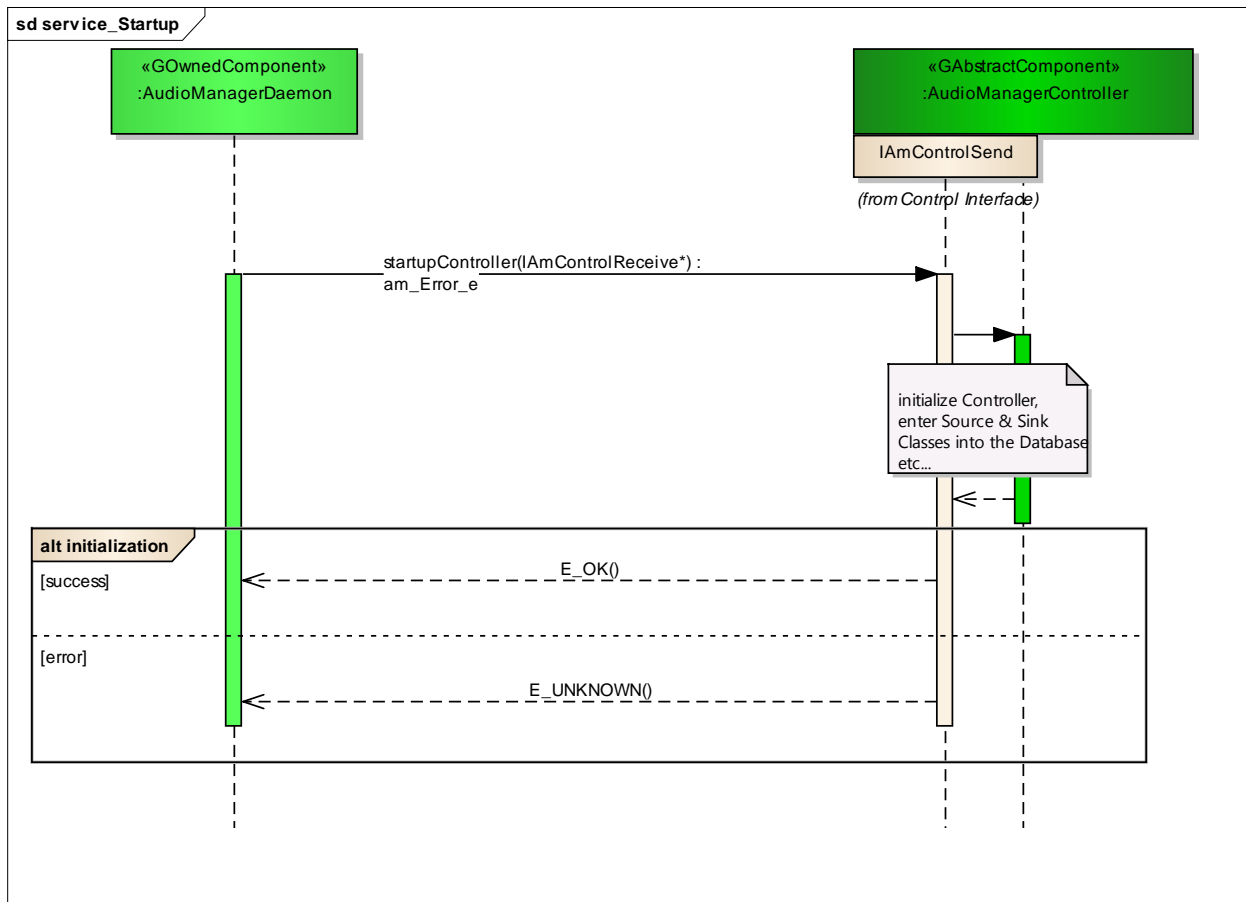 sd service_Startup
«GOwnedComponent»
:AudioManagerDaemon
«GAbstractComponent»
:AudioManagerController
IAmControlSend
(from Control Interface)
startupController(IAmControlReceive*) :
am_Error_e
initialize Controller,
enter Source & Sink
Classes into the Database
etc...
alt initialization
[success]
E_OK()
[error]
E_UNKNOWN()